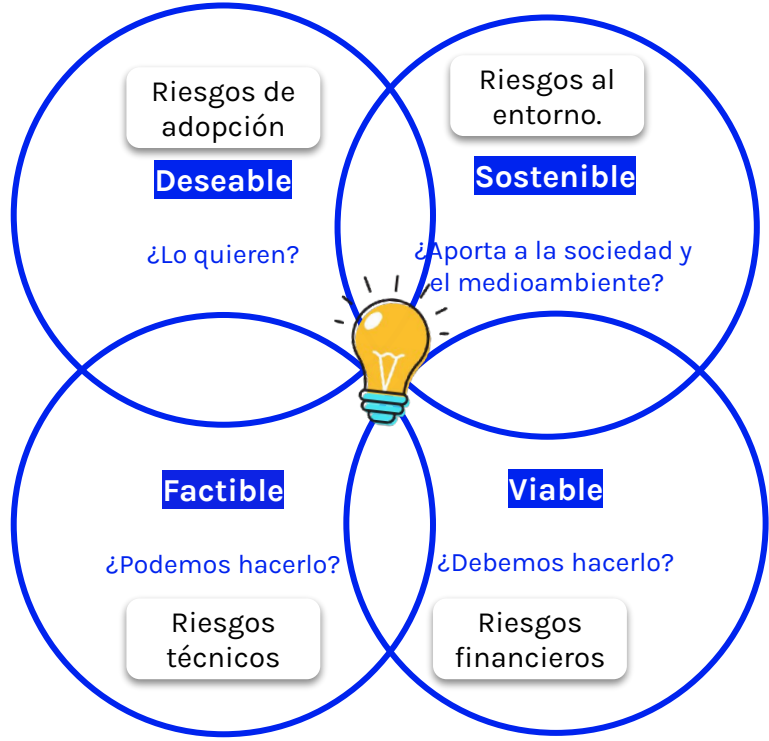 Riesgos de
adopción
Deseable
¿Lo quieren?
Riesgos al
entorno.
Sostenible
¿Aporta a la sociedad y
el medioambiente?
Factible
¿Podemos hacerlo?
Riesgos
técnicos
Viable
¿Debemos hacerlo?
Riesgos
financieros